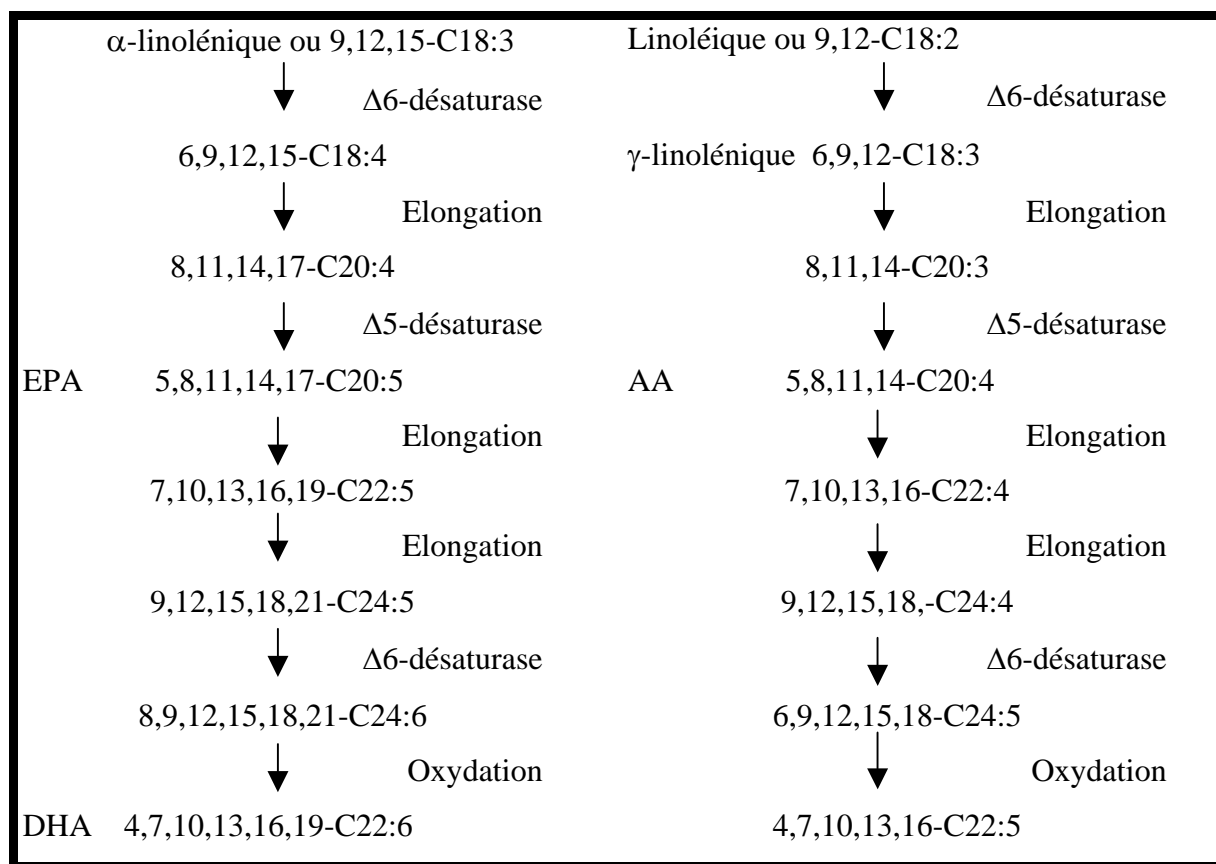 α-linolénique ou 9,12,15-C18:3 Linoléique ou 9,12-C18:2
Δ6-désaturase Δ6-désaturase
6,9,12,15-C18:4 γ-linolénique 6,9,12-C18:3
Elongation Elongation
8,11,14,17-C20:4 8,11,14-C20:3
Δ5-désaturase Δ5-désaturase
EPA 5,8,11,14,17-C20:5 AA 5,8,11,14-C20:4
Elongation Elongation
7,10,13,16,19-C22:5 7,10,13,16-C22:4
Elongation Elongation
9,12,15,18,21-C24:5 9,12,15,18,-C24:4
Δ6-désaturase Δ6-désaturase
8,9,12,15,18,21-C24:6 6,9,12,15,18-C24:5
Oxydation Oxydation
DHA 4,7,10,13,16,19-C22:6 4,7,10,13,16-C22:5